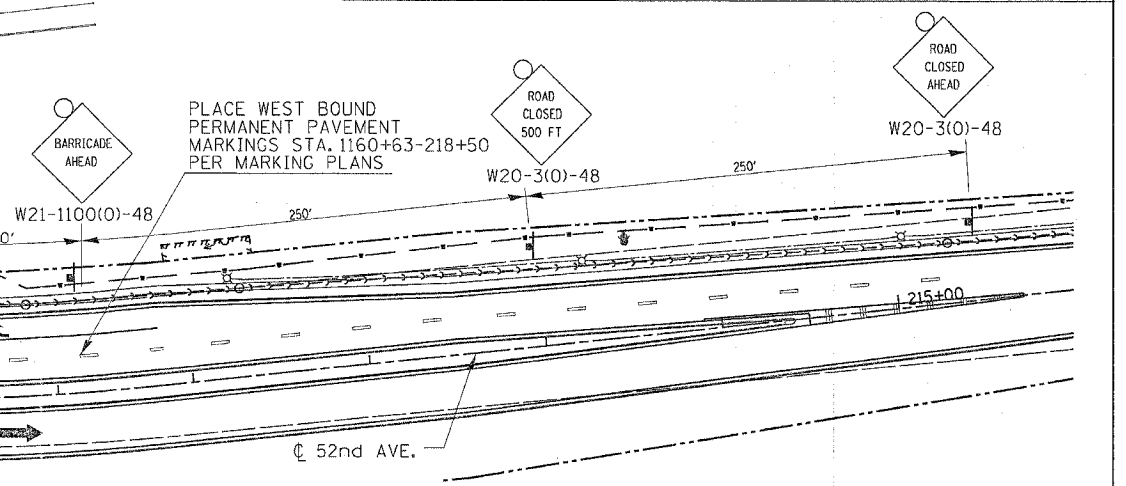 ROAD
CLOSED
AHEAD
W20-3(O)-48
ROAD
CLOSED
500 FT
W20-3(O)-48
BARRICADE
AHEAD
W21-1100(O)-48
PLACE WEST BOUND
PERMANENT PAVEMENT
MARKINGS STA. 1160+63-218+50
PER MARKING PLANS
250'
250'
0'
215+00
℄ 52nd AVE.